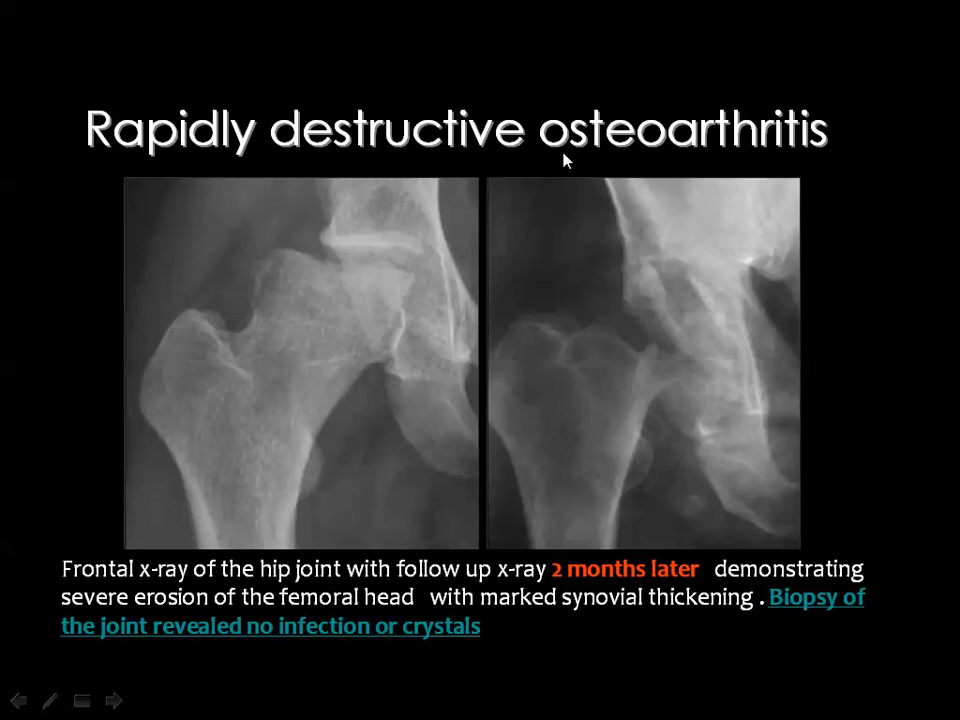 Rapidly destructive osteoarthritis
Frontal x-ray of the hip joint with follow up x-ray 2 months later demonstrating
severe erosion of the femoral head with marked synovial thickening . Biopsy of
the joint revealed no infection or crystals